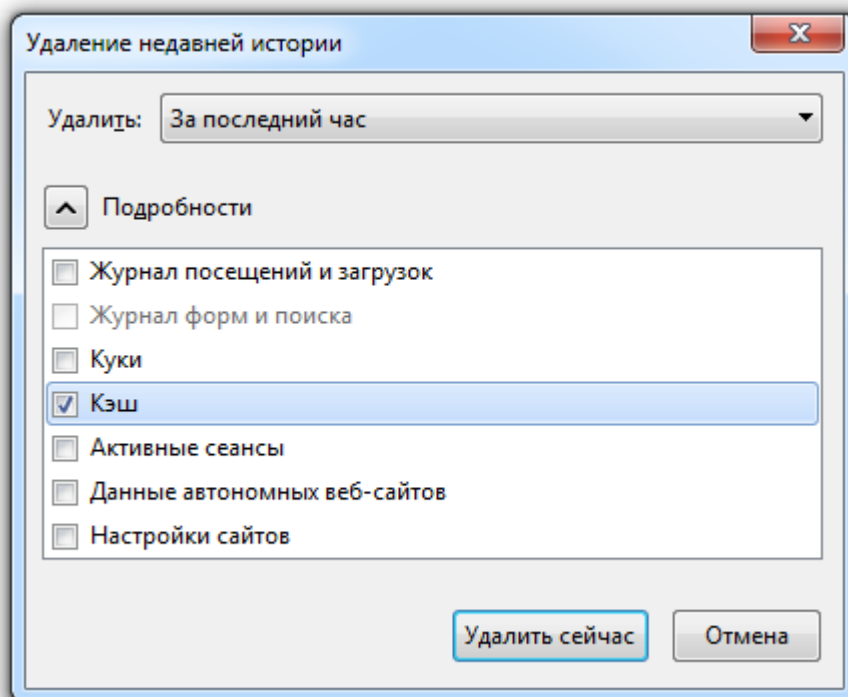 Удаление недавней истории
Удалить: За последний час
Подробности
Журнал посещений и загрузок
Журнал форм и поиска
Куки
Кэш
Активные сеансы
Данные автономных веб-сайтов
Настройки сайтов
Удалить сейчас Отмена